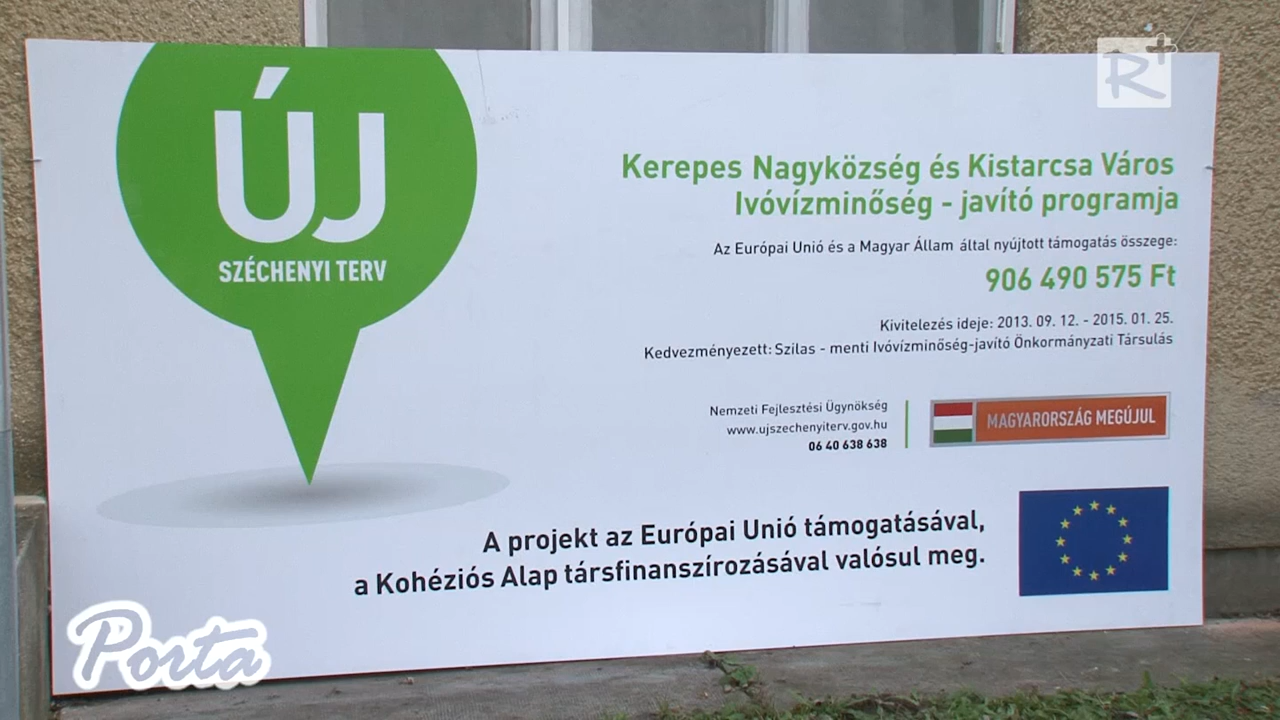 R+
ÚJ
SZÉCHENYI TERV
Kerepes Nagyközség és Kistarcsa Város
Ivóvízminőség - javító programja
Az Európai Unió és a Magyar Állam által nyújtott támogatás összege:
906 490 575 Ft
Kivitelezés ideje: 2013. 09. 12. - 2015. 01. 25.
Kedvezményezett: Szilas - menti Ivóvízminőség-javító Önkormányzati Társulás
Nemzeti Fejlesztési Ügynökség
www.ujszechenyiterv.gov.hu
06 40 638 638
MAGYARORSZÁG MEGÚJUL
A projekt az Európai Unió támogatásával,
a Kohéziós Alap társfinanszírozásával valósul meg.
Porta